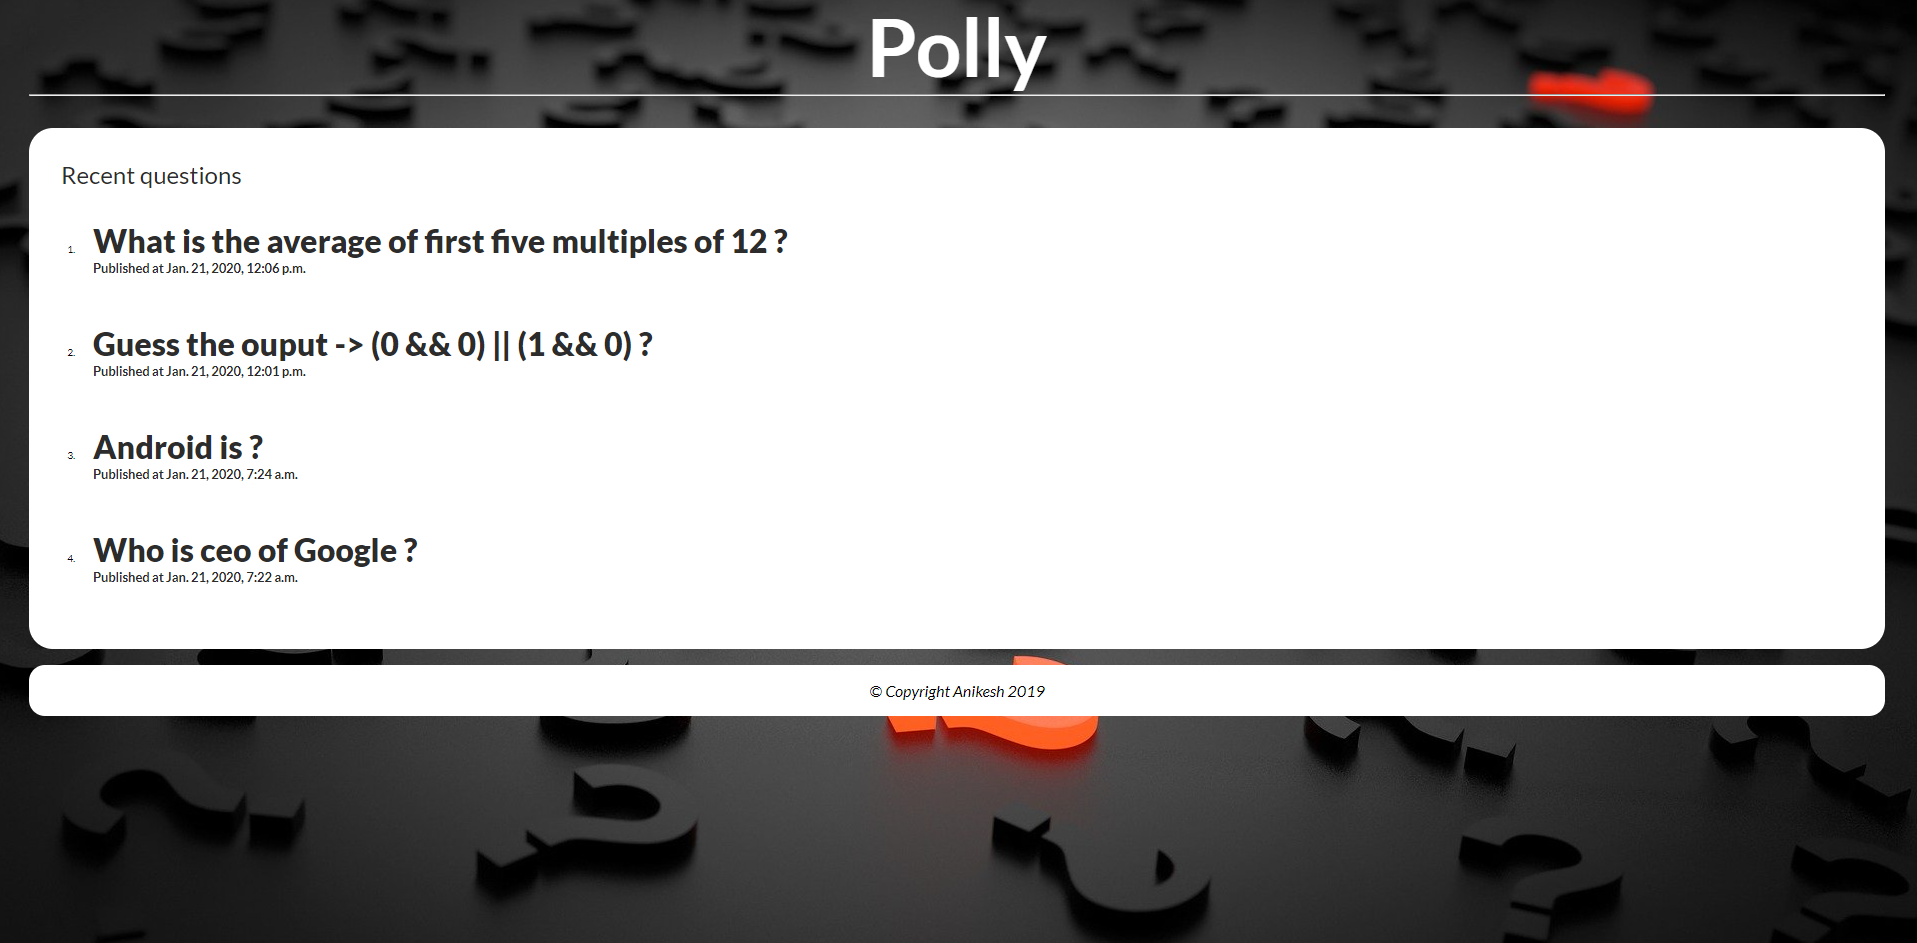 Polly
Recent questions
1. What is the average of first five multiples of 12 ?
Published at Jan. 21, 2020, 12:06 p.m.
2. Guess the ouput -> (0 && 0) || (1 && 0) ?
Published at Jan. 21, 2020, 12:01 p.m.
3. Android is ?
Published at Jan. 21, 2020, 7:24 a.m.
4. Who is ceo of Google ?
Published at Jan. 21, 2020, 7:22 a.m.
© Copyright Anikesh 2019